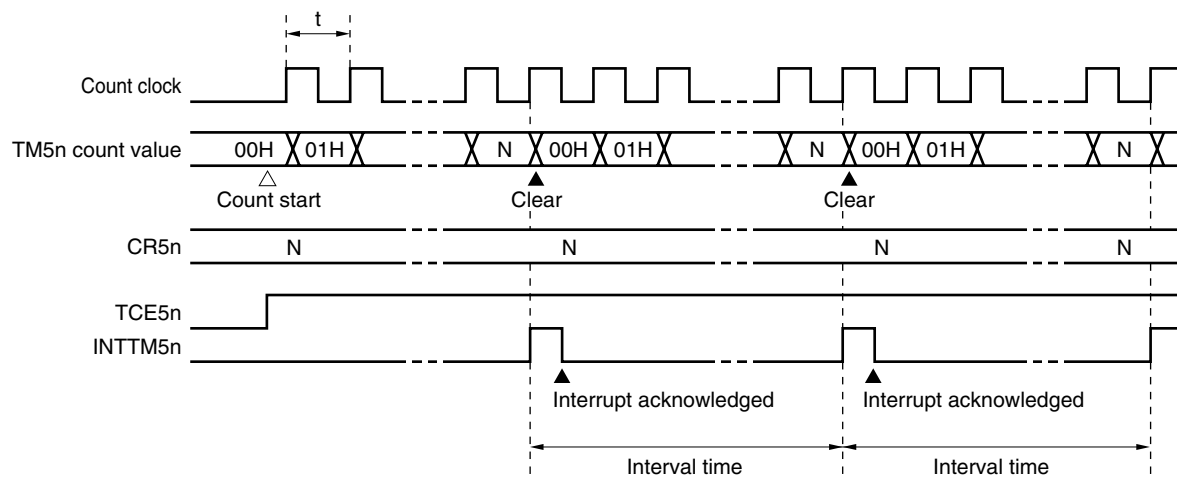 t
Count clock
TM5n count value 00H 01H N 00H 01H N 00H 01H N
Count start Clear Clear
CR5n N N N N
TCE5n
INTTM5n
Interrupt acknowledged Interrupt acknowledged
Interval time Interval time